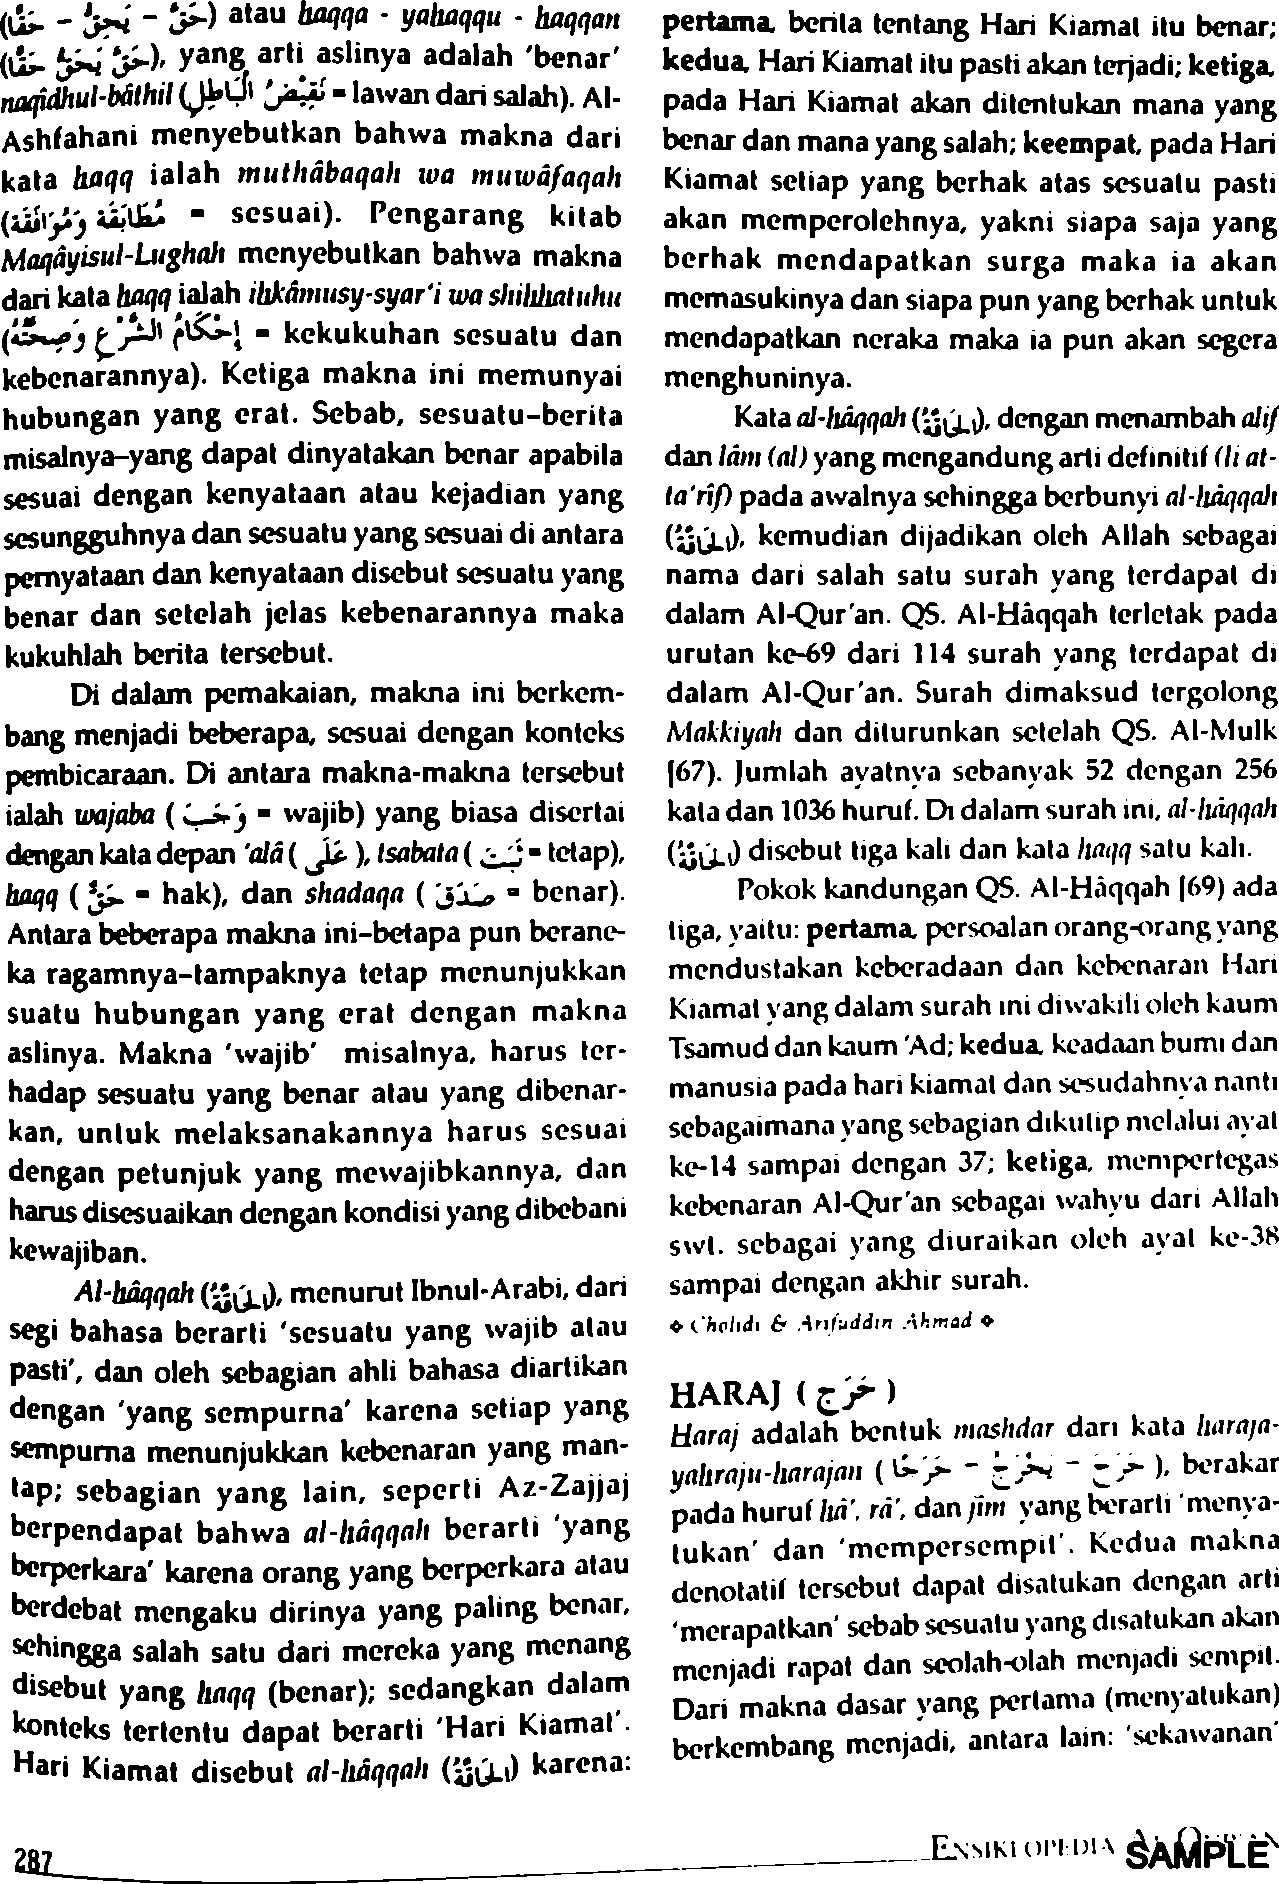 (حَقَّ – يَحِقُّ – حَقًّا) atau haqqa - yahaqqu - haqqan
(حَقَّ يَحَقُّ حَقًّا), yang arti aslinya adalah 'benar'
naqîdhul-bâthil (نَقِيْضُ الْبَاطِلِ = lawan dari salah). Al-
Ashfahani menyebutkan bahwa makna dari
kata haqq ialah muthâbaqah wa muwâfaqah
(مُطَابَقَة وَمُوَافَقَة = sesuai). Pengarang kitab
Maqâyisul-Lughah menyebutkan bahwa makna
dari kata haqq ialah ihkâmusy-syar'i wa shihhatuhu
(إِحْكَامُ الشَّرْعِ وَصِحَّتُهُ = kekukuhan sesuatu dan
kebenarannya). Ketiga makna ini memunyai
hubungan yang erat. Sebab, sesuatu–berita
misalnya–yang dapat dinyatakan benar apabila
sesuai dengan kenyataan atau kejadian yang
sesungguhnya dan sesuatu yang sesuai di antara
pernyataan dan kenyataan disebut sesuatu yang
benar dan setelah jelas kebenarannya maka
kukuhlah berita tersebut.
Di dalam pemakaian, makna ini berkem-
bang menjadi beberapa, sesuai dengan konteks
pembicaraan. Di antara makna-makna tersebut
ialah wajaba ( وَجَبَ = wajib) yang biasa disertai
dengan kata depan 'alâ ( عَلَى ), tsabata ( ثَبَتَ = tetap),
haqq ( حَقّ = hak), dan shadaqa ( صَدَقَ = benar).
Antara beberapa makna ini–betapa pun berane-
ka ragamnya–tampaknya tetap menunjukkan
suatu hubungan yang erat dengan makna
aslinya. Makna 'wajib' misalnya, harus ter-
hadap sesuatu yang benar atau yang dibenar-
kan, untuk melaksanakannya harus sesuai
dengan petunjuk yang mewajibkannya, dan
harus disesuaikan dengan kondisi yang dibebani
kewajiban.
Al-hâqqah (الْحَاقَّةُ), menurut Ibnul-Arabi, dari
segi bahasa berarti 'sesuatu yang wajib atau
pasti', dan oleh sebagian ahli bahasa diartikan
dengan 'yang sempurna' karena setiap yang
sempurna menunjukkan kebenaran yang man-
tap; sebagian yang lain, seperti Az-Zajjaj
berpendapat bahwa al-hâqqah berarti 'yang
berperkara' karena orang yang berperkara atau
berdebat mengaku dirinya yang paling benar,
sehingga salah satu dari mereka yang menang
disebut yang haqq (benar); sedangkan dalam
konteks tertentu dapat berarti 'Hari Kiamat'.
Hari Kiamat disebut al-hâqqah (الْحَاقَّةُ) karena:
pertama, berita tentang Hari Kiamat itu benar;
kedua, Hari Kiamat itu pasti akan terjadi; ketiga,
pada Hari Kiamat akan ditentukan mana yang
benar dan mana yang salah; keempat, pada Hari
Kiamat setiap yang berhak atas sesuatu pasti
akan memperolehnya, yakni siapa saja yang
berhak mendapatkan surga maka ia akan
memasukinya dan siapa pun yang berhak untuk
mendapatkan neraka maka ia pun akan segera
menghuninya.
Kata al-hâqqah (الْحَاقَّةُ), dengan menambah alif
dan lâm (al) yang mengandung arti definitif (li at-
ta'rîf) pada awalnya sehingga berbunyi al-hâqqah
(الْحَاقَّةُ), kemudian dijadikan oleh Allah sebagai
nama dari salah satu surah yang terdapat di
dalam Al-Qur'an. QS. Al-Hâqqah terletak pada
urutan ke-69 dari 114 surah yang terdapat di
dalam Al-Qur'an. Surah dimaksud tergolong
Makkiyah dan diturunkan setelah QS. Al-Mulk
[67]. Jumlah ayatnya sebanyak 52 dengan 256
kata dan 1036 huruf. Di dalam surah ini, al-hâqqah
(الْحَاقَّةُ) disebut tiga kali dan kata haqq satu kali.
Pokok kandungan QS. Al-Hâqqah [69] ada
tiga, yaitu: pertama, persoalan orang-orang yang
mendustakan keberadaan dan kebenaran Hari
Kiamat yang dalam surah ini diwakili oleh kaum
Tsamud dan kaum 'Ad; kedua, keadaan bumi dan
manusia pada hari kiamat dan sesudahnya nanti
sebagaimana yang sebagian dikutip melalui ayat
ke-14 sampai dengan 37; ketiga, mempertegas
kebenaran Al-Qur'an sebagai wahyu dari Allah
swt. sebagai yang diuraikan oleh ayat ke-38
sampai dengan akhir surah.
❖ Cholidi & Arifuddin Ahmad ❖
HARAJ ( حَرَج )
Haraj adalah bentuk mashdar dari kata haraja-
yahraju-harajan ( حَرَجَ – يَحْرَجُ – حَرَجًا ), berakar
pada huruf hâ', râ', dan jîm yang berarti 'menya-
tukan' dan 'mempersempit'. Kedua makna
denotatif tersebut dapat disatukan dengan arti
'merapatkan' sebab sesuatu yang disatukan akan
menjadi rapat dan seolah-olah menjadi sempit.
Dari makna dasar yang pertama (menyatukan)
berkembang menjadi, antara lain: 'sekawanan'
287
ENSIKLOPEDIA AL-QURAN
SAMPLE